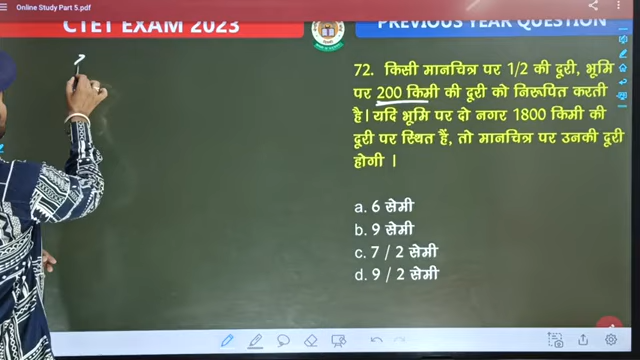 Online Study Part 5.pdf
CTET EXAM 2023
PREVIOUS YEAR QUESTION
72. किसी मानचित्र पर 1/2 की दूरी, भूमि
पर 200 किमी की दूरी को निरूपित करती
है। यदि भूमि पर दो नगर 1800 किमी की
दूरी पर स्थित हैं, तो मानचित्र पर उनकी दूरी
होगी ।
a. 6 सेमी
b. 9 सेमी
c. 7 / 2 सेमी
d. 9 / 2 सेमी